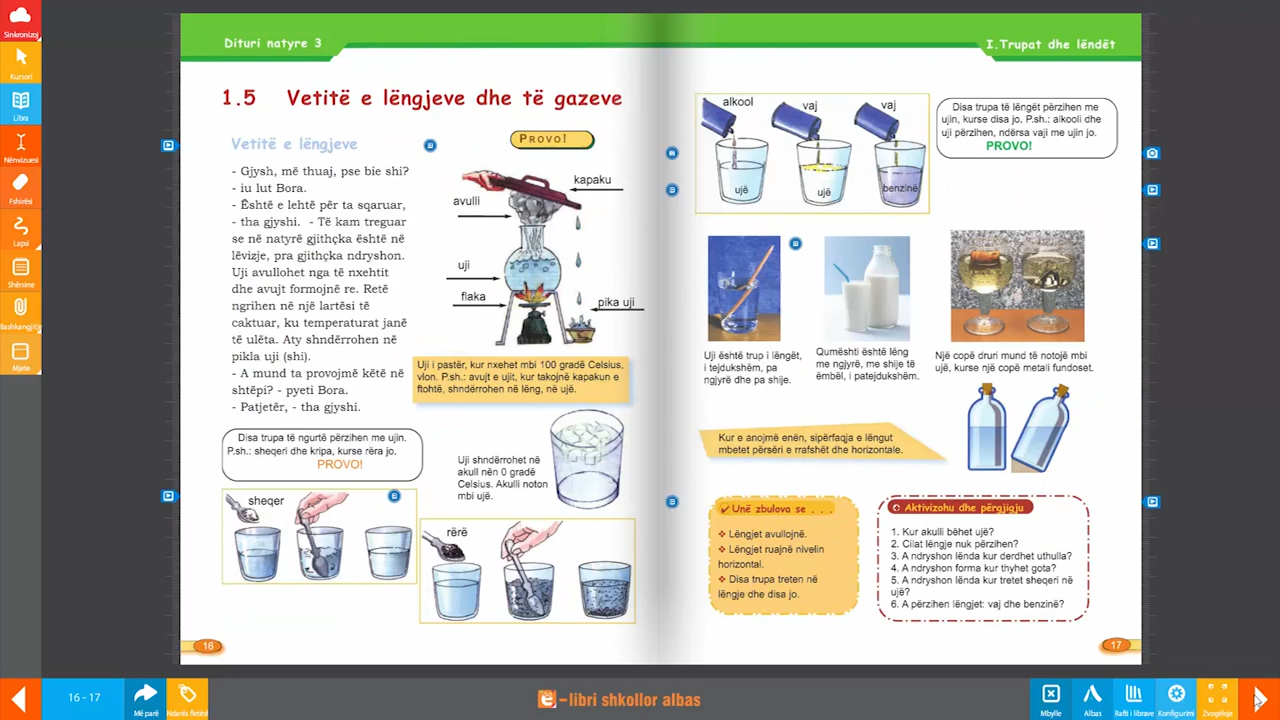 Sinkronizoj
Kursori
Libra
Nënvizuesi
Fshirësi
Lapsi
Shënime
Bashkangjitje
Mjete
Dituri natyre 3
I.Trupat dhe lëndët
1.5 Vetitë e lëngjeve dhe të gazeve
Vetitë e lëngjeve
- Gjysh, më thuaj, pse bie shi?
- iu lut Bora.
- Është e lehtë për ta sqaruar,
- tha gjyshi. - Të kam treguar
se në natyrë gjithçka është në
lëvizje, pra gjithçka ndryshon.
Uji avullohet nga të nxehtit
dhe avujt formojnë re. Retë
ngrihen në një lartësi të
caktuar, ku temperaturat janë
të ulëta. Aty shndërrohen në
pikla uji (shi).
- A mund ta provojmë këtë në
shtëpi? - pyeti Bora.
- Patjetër, - tha gjyshi.
PROVO!
kapaku
avulli
uji
flaka
pika uji
Uji i pastër, kur nxehet mbi 100 gradë Celsius,
vlon. P.sh.: avujt e ujit, kur takojnë kapakun e
ftohtë, shndërrohen në lëng, në ujë.
Disa trupa të ngurtë përzihen me ujin.
P.sh.: sheqeri dhe kripa, kurse rëra jo.
PROVO!
Uji shndërrohet në
akull nën 0 gradë
Celsius. Akulli noton
mbi ujë.
sheqer
rërë
16
alkool
vaj
vaj
ujë
ujë
benzinë
Disa trupa të lëngët përzihen me
ujin, kurse disa jo. P.sh.: alkooli dhe
uji përzihen, ndërsa vaji me ujin jo.
PROVO!
Uji është trup i lëngët,
i tejdukshëm, pa
ngjyrë dhe pa shije.
Qumështi është lëng
me ngjyrë, me shije të
ëmbël, i patejdukshëm.
Një copë druri mund të notojë mbi
ujë, kurse një copë metali fundoset.
Kur e anojmë enën, sipërfaqja e lëngut
mbetet përsëri e rrafshët dhe horizontale.
Unë zbulova se . . .
Lëngjet avullojnë.
Lëngjet ruajnë nivelin
horizontal.
Disa trupa treten në
lëngje dhe disa jo.
Aktivizohu dhe përgjigju
1. Kur akulli bëhet ujë?
2. Cilat lëngje nuk përzihen?
3. A ndryshon lënda kur derdhet uthulla?
4. A ndryshon forma kur thyhet gota?
5. A ndryshon lënda kur tretet sheqeri në
ujë?
6. A përzihen lëngjet: vaj dhe benzinë?
17
16 - 17
Më parë
Ndarës fletësh
e-libri shkollor albas
Mbylle
Albas
Rafti i librave
Konfigurimi
Zvogëloje